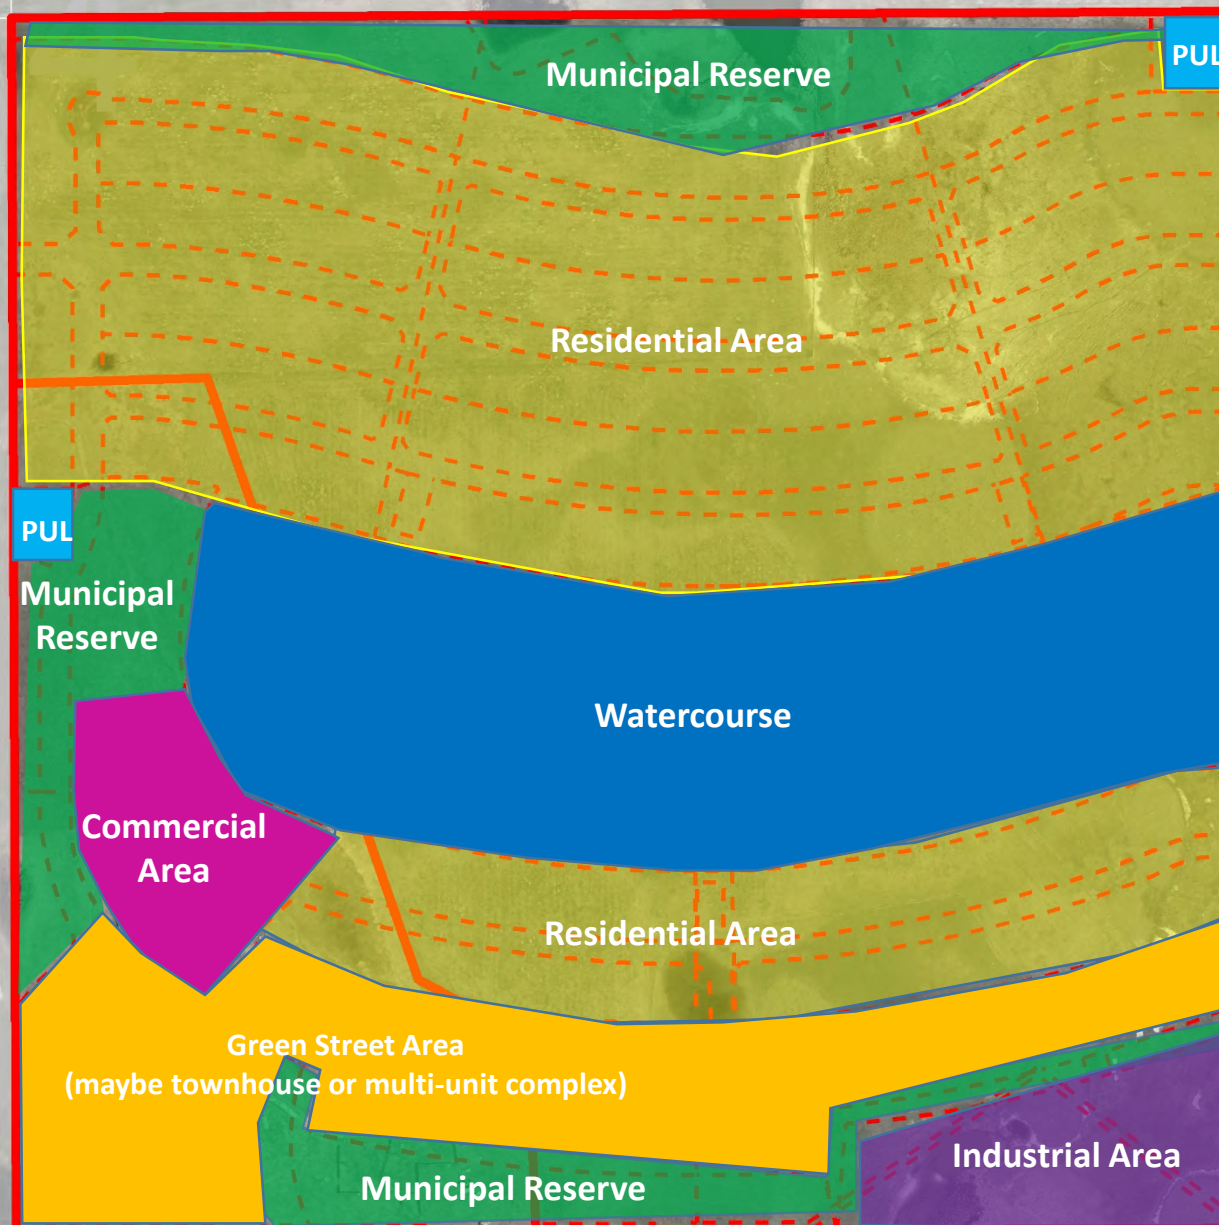 Municipal Reserve
PUL
Residential Area
PUL
Municipal
Reserve
Watercourse
Commercial
Area
Residential Area
Green Street Area
(maybe townhouse or multi-unit complex)
Industrial Area
Municipal Reserve